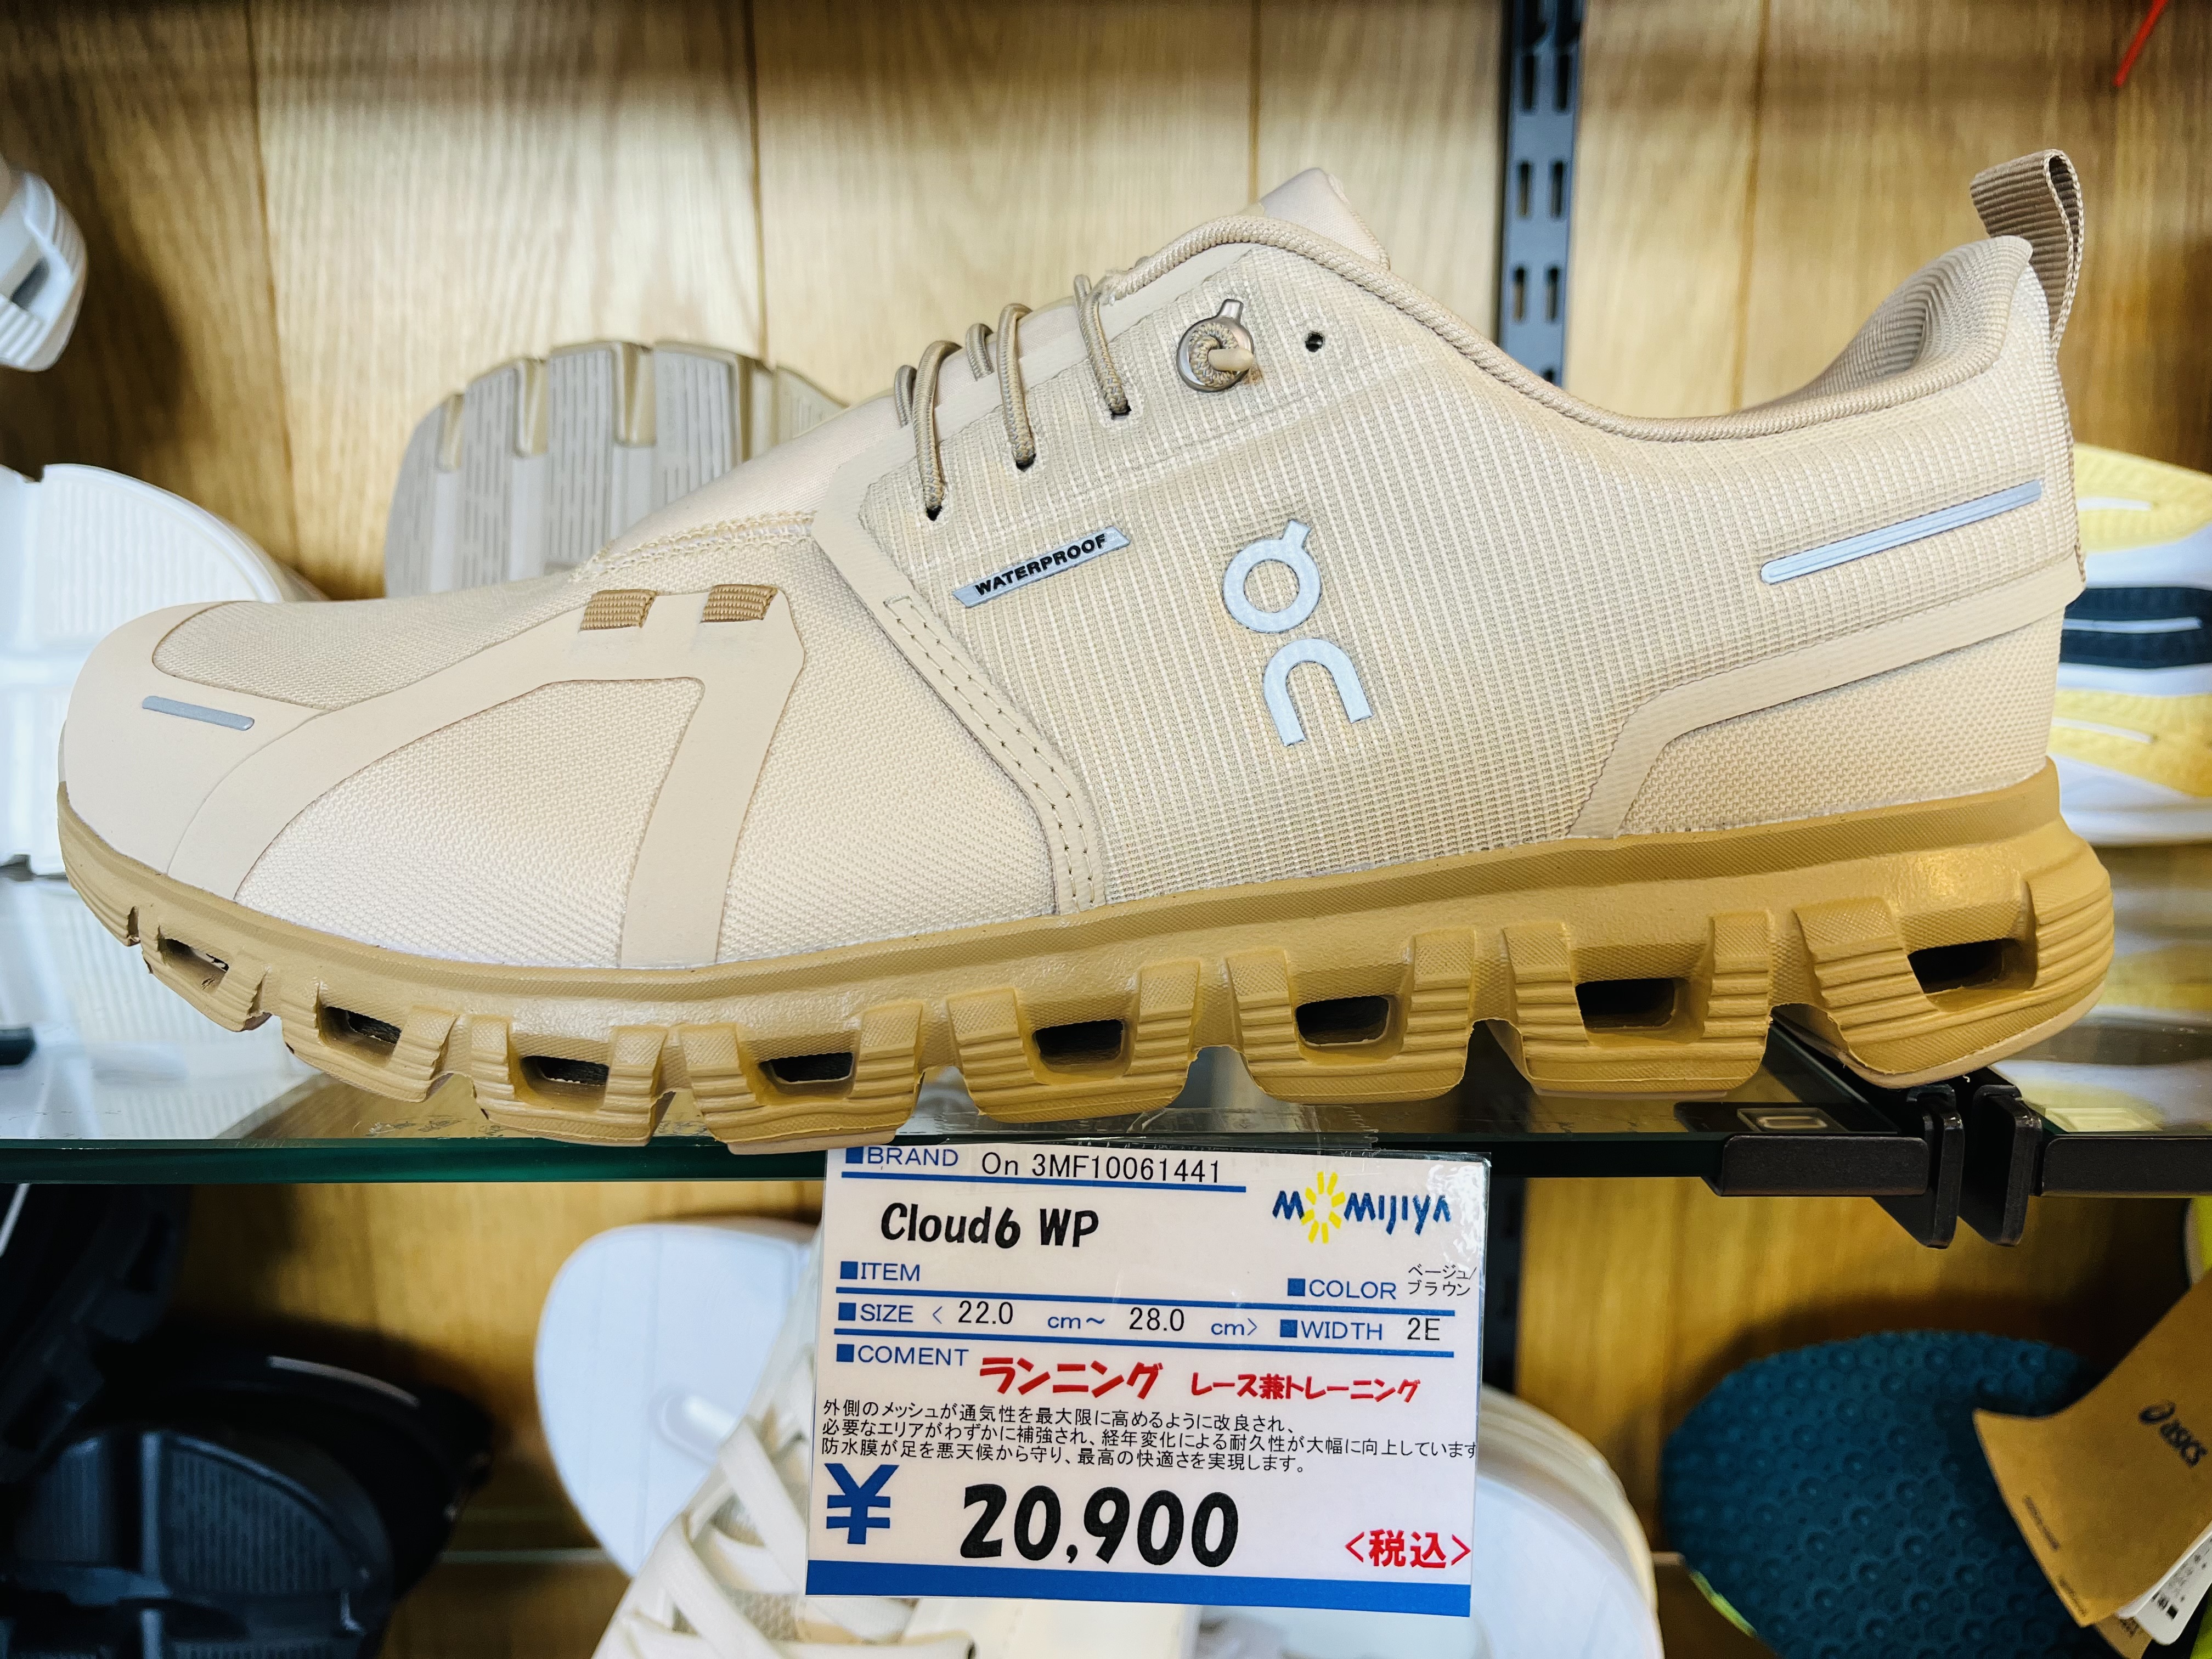 WATERPROOF
On
■BRAND On 3MF10061441
MOMIJIYA
Cloud6 WP
■ITEM
■COLOR ベージュ/
ブラウン
■SIZE < 22.0 cm～ 28.0 cm> ■WIDTH 2E
■COMENT ランニング レース兼トレーニング
外側のメッシュが通気性を最大限に高めるように改良され、
必要なエリアがわずかに補強され、経年変化による耐久性が大幅に向上しています
防水膜が足を悪天候から守り、最高の快適さを実現します。
¥ 20,900 <税込>
asics